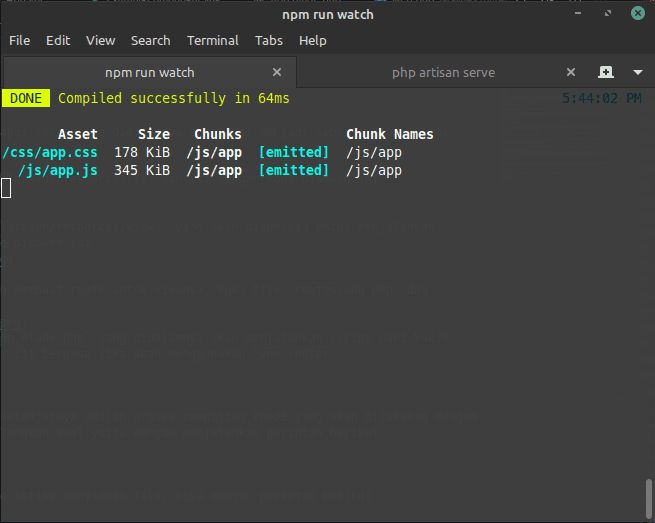 npm run watch
File Edit View Search Terminal Tabs Help
npm run watch php artisan serve
DONE Compiled successfully in 64ms 5:44:02 PM
Asset Size Chunks Chunk Names
/css/app.css 178 KiB /js/app [emitted] /js/app
/js/app.js 345 KiB /js/app [emitted] /js/app